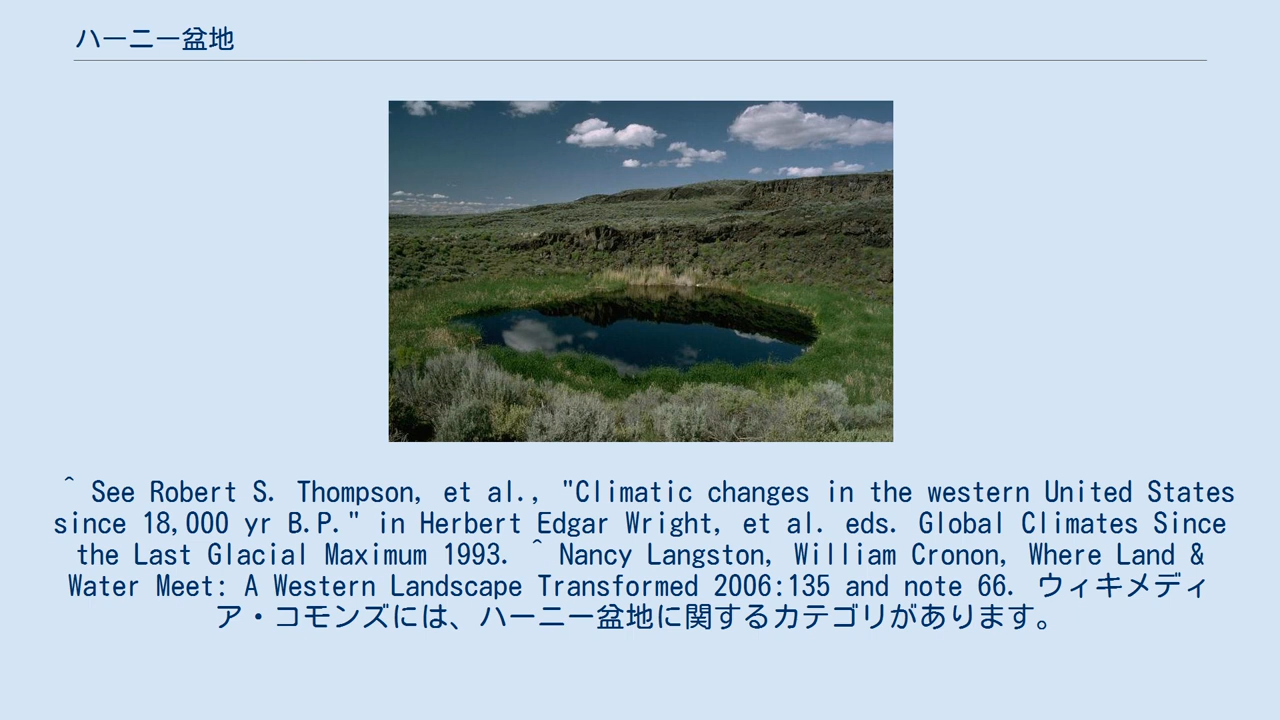 ハーニー盆地
^ See Robert S. Thompson, et al., "Climatic changes in the western United States
since 18,000 yr B.P." in Herbert Edgar Wright, et al. eds. Global Climates Since
the Last Glacial Maximum 1993. ^ Nancy Langston, William Cronon, Where Land &
Water Meet: A Western Landscape Transformed 2006:135 and note 66. ウィキメディ
ア・コモンズには、ハーニー盆地に関するカテゴリがあります。